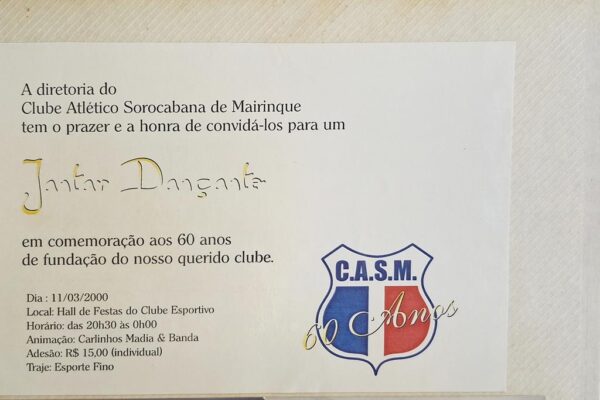 A diretoria do
Clube Atlético Sorocabana de Mairinque
tem o prazer e a honra de convidá-los para um
Jantar Dançante
em comemoração aos 60 anos
de fundação do nosso querido clube.
Dia : 11/03/2000
Local: Hall de Festas do Clube Esportivo
Horário: das 20h30 às 0h00
Animação: Carlinhos Madia & Banda
Adesão: R$ 15,00 (individual)
Traje: Esporte Fino
C.A.S.M.
60 Anos